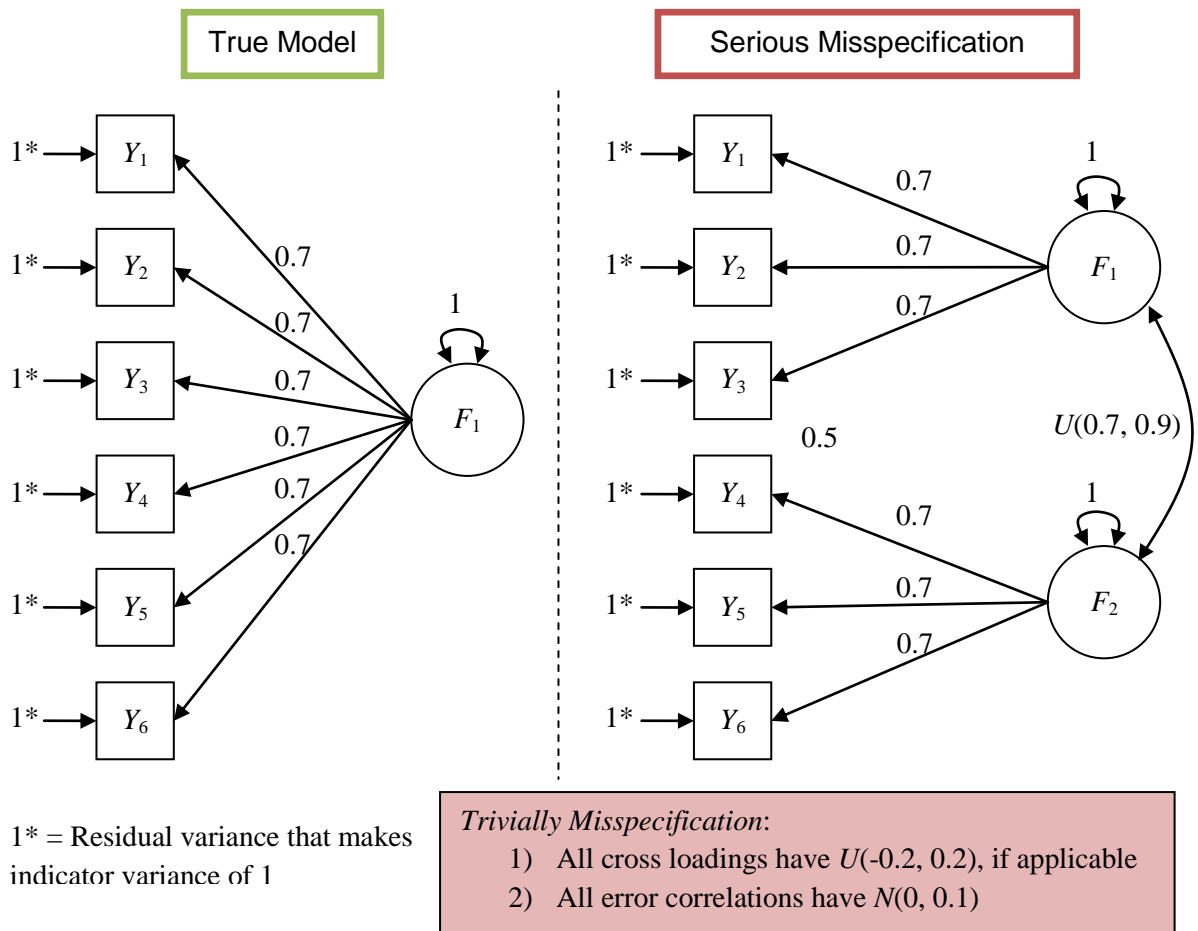 True Model
Serious Misspecification
1*
Y1
1*
Y2
1*
Y3
1*
Y4
1*
Y5
1*
Y6
0.7
0.7
0.7
0.7
0.7
0.7
1
F1
1*
Y1
1*
Y2
1*
Y3
1*
Y4
1*
Y5
1*
Y6
0.7
0.7
0.7
0.5
0.7
0.7
0.7
1
F1
U(0.7, 0.9)
1
F2
1* = Residual variance that makes
indicator variance of 1
Trivially Misspecification:
1) All cross loadings have U(-0.2, 0.2), if applicable
2) All error correlations have N(0, 0.1)